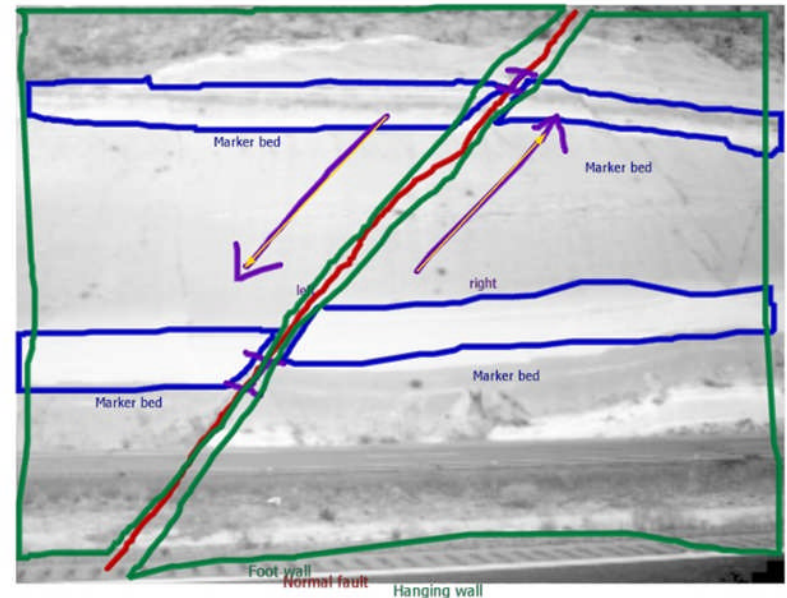 Marker bed
Marker bed
left
right
Marker bed
Marker bed
Foot wall
Normal fault
Hanging wall